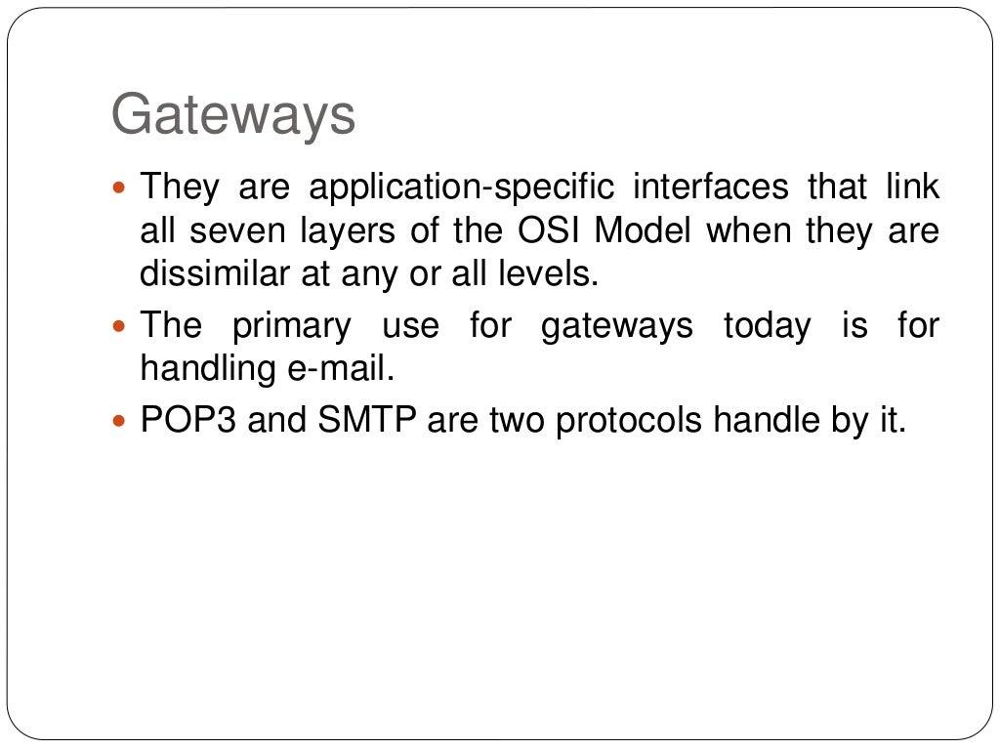 Gateways
• They are application-specific interfaces that link
all seven layers of the OSI Model when they are
dissimilar at any or all levels.
• The primary use for gateways today is for
handling e-mail.
• POP3 and SMTP are two protocols handle by it.